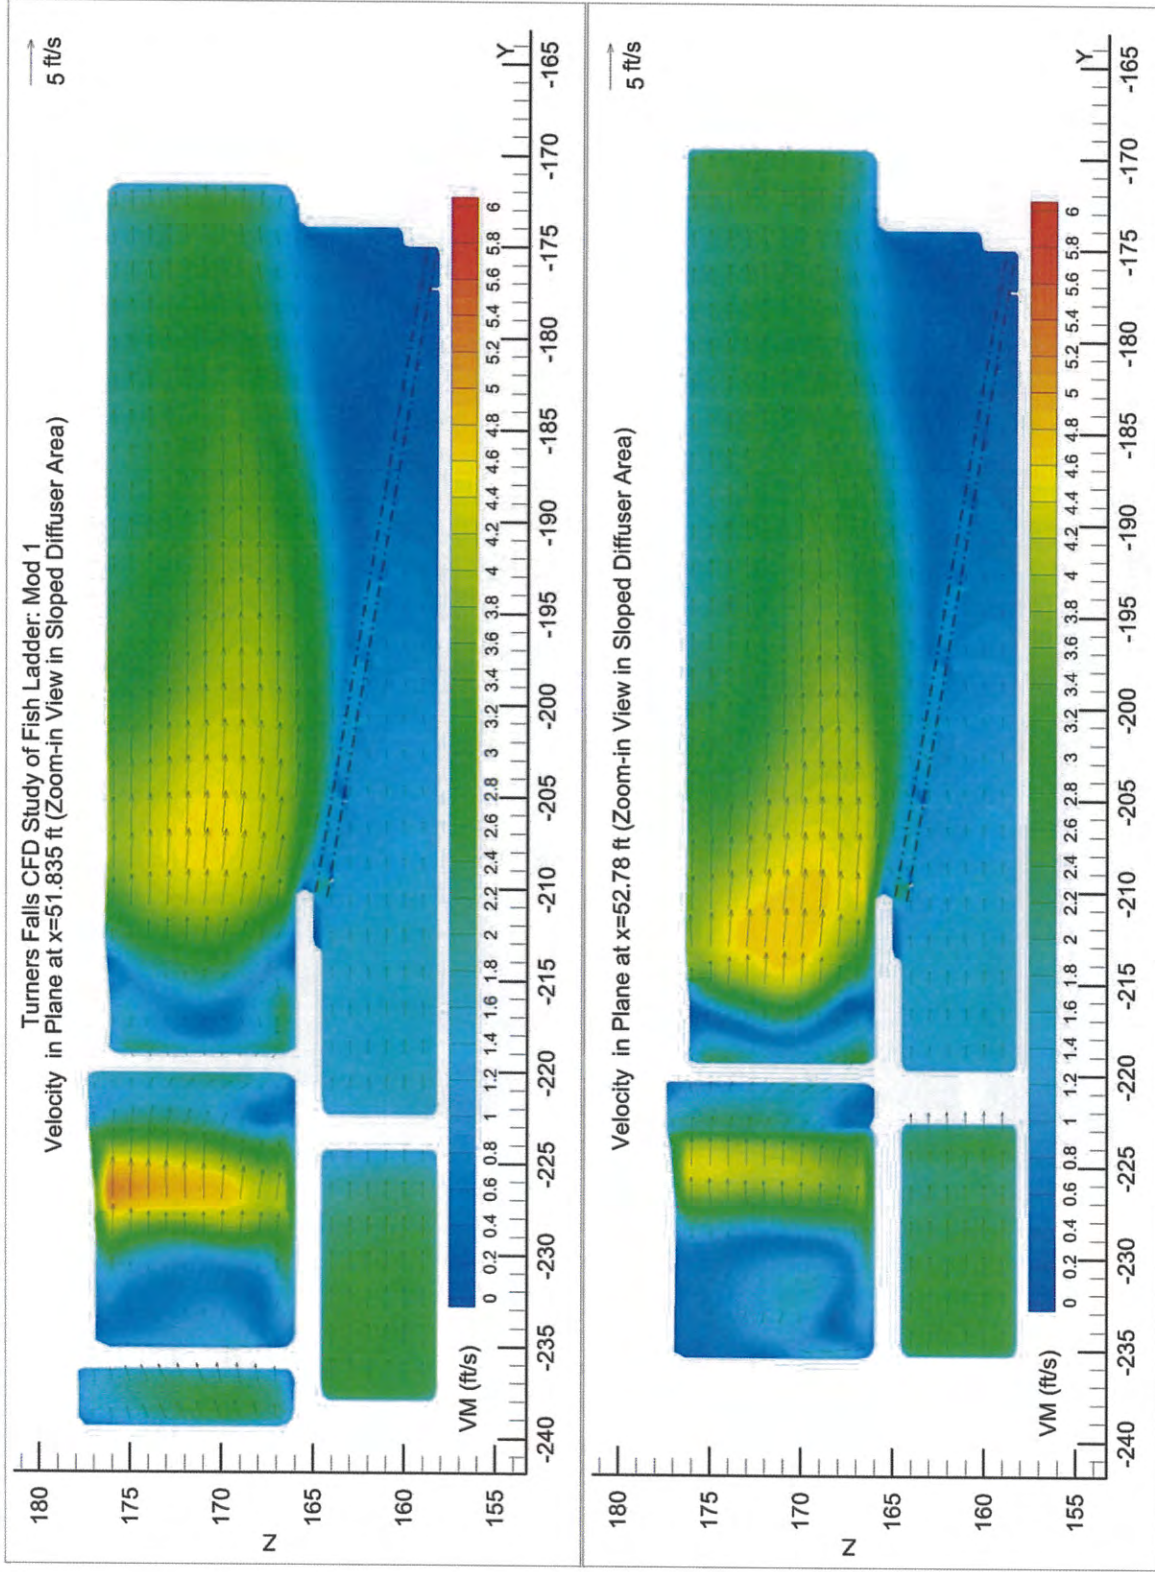 Turners Falls CFD Study of Fish Ladder: Mod 1
Velocity in Plane at x=51.835 ft (Zoom-in View in Sloped Diffuser Area)
5 ft/s
180
175
170
165
160
155
Z
VM (ft/s)
0 0.2 0.4 0.6 0.8 1 1.2 1.4 1.6 1.8 2 2.2 2.4 2.6 2.8 3 3.2 3.4 3.6 3.8 4 4.2 4.4 4.6 4.8 5 5.2 5.4 5.6 5.8 6
-240 -235 -230 -225 -220 -215 -210 -205 -200 -195 -190 -185 -180 -175 -170 -165
Y
Velocity in Plane at x=52.78 ft (Zoom-in View in Sloped Diffuser Area)
5 ft/s
180
175
170
165
160
155
Z
VM (ft/s)
0 0.2 0.4 0.6 0.8 1 1.2 1.4 1.6 1.8 2 2.2 2.4 2.6 2.8 3 3.2 3.4 3.6 3.8 4 4.2 4.4 4.6 4.8 5 5.2 5.4 5.6 5.8 6
-240 -235 -230 -225 -220 -215 -210 -205 -200 -195 -190 -185 -180 -175 -170 -165
Y